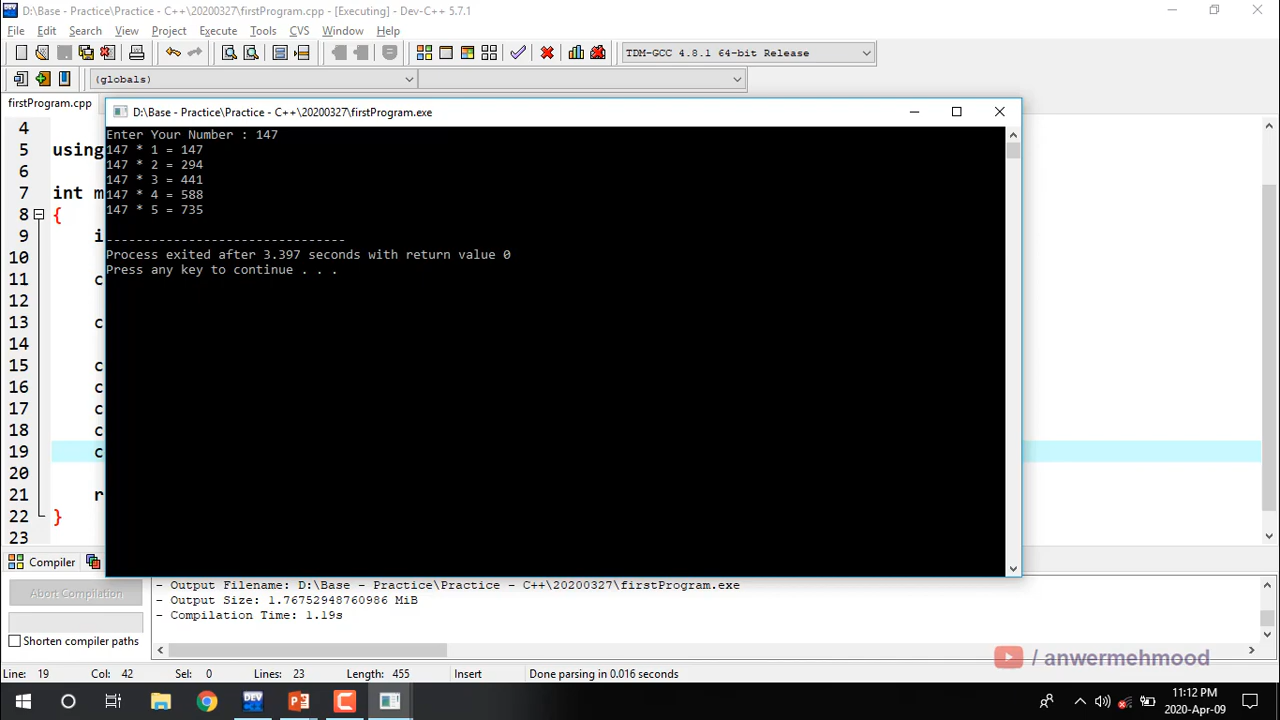 D:\Base - Practice\Practice - C++\20200327\firstProgram.cpp - [Executing] - Dev-C++ 5.7.1
File Edit Search View Project Execute Tools CVS Window Help
TDM-GCC 4.8.1 64-bit Release
(globals)
firstProgram.cpp
D:\Base - Practice\Practice - C++\20200327\firstProgram.exe
Enter Your Number : 147
147 * 1 = 147
147 * 2 = 294
147 * 3 = 441
147 * 4 = 588
147 * 5 = 735
--------------------------------
Process exited after 3.397 seconds with return value 0
Press any key to continue . . .
4
5 using
6
7 int m
8 {
9 i
10
11 c
12
13 c
14
15 c
16 c
17 c
18 c
19 c
20
21 r
22 }
23
Compiler
Abort Compilation
Shorten compiler paths
- Output Filename: D:\Base - Practice\Practice - C++\20200327\firstProgram.exe
- Output Size: 1.76752948760986 MiB
- Compilation Time: 1.19s
/ anwermehmood
Line: 19 Col: 42 Sel: 0 Lines: 23 Length: 455 Insert Done parsing in 0.016 seconds
DEV
11:12 PM
2020-Apr-09